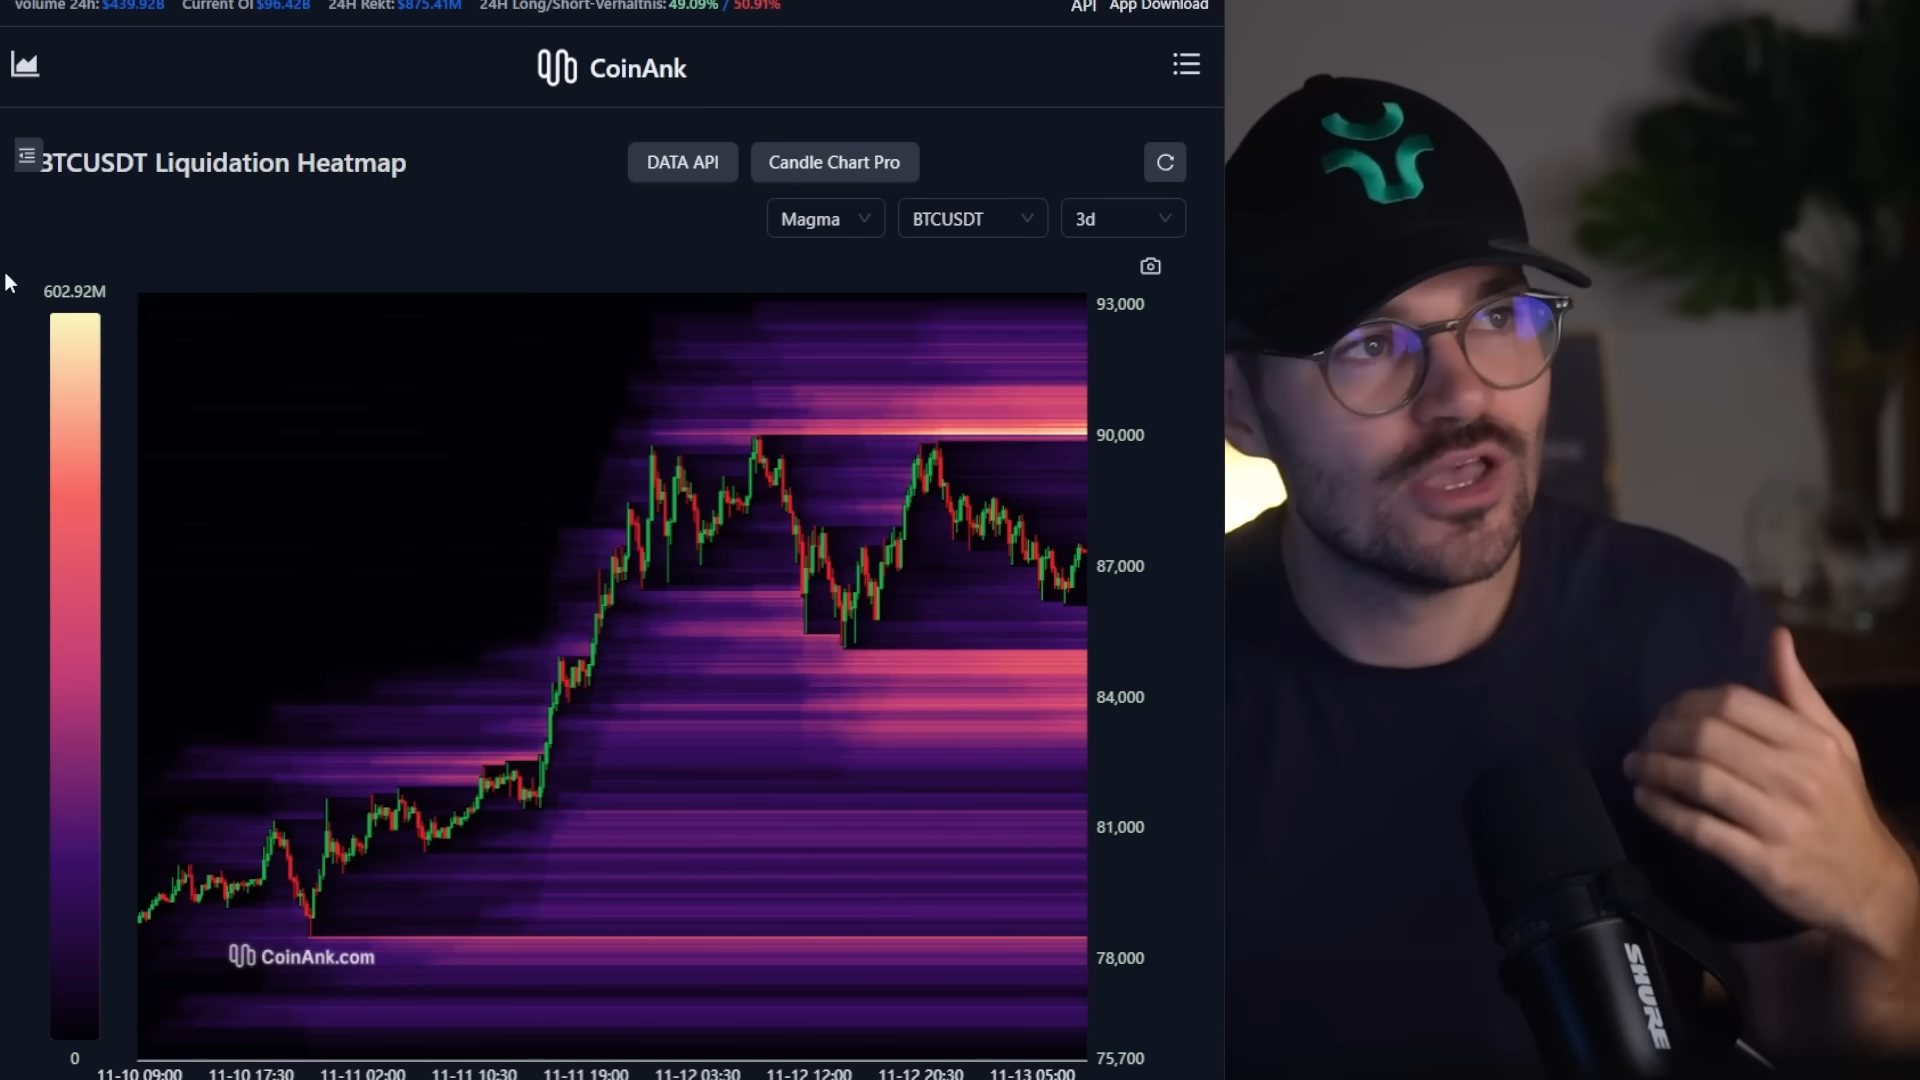 volume 24h: $439.92B Current OI $96.42B 24H Rekt: $875.41M 24H Long/Short-Verhältnis: 49.09% / 50.91% API App Download
CoinAnk
BTCUSDT Liquidation Heatmap DATA API Candle Chart Pro
Magma BTCUSDT 3d
602.92M
93,000
90,000
87,000
84,000
81,000
78,000
75,700
0
CoinAnk.com
11-10 09:00 11-10 17:30 11-11 02:00 11-11 10:30 11-11 19:00 11-12 03:30 11-12 12:00 11-12 20:30 11-13 05:00
SHURE